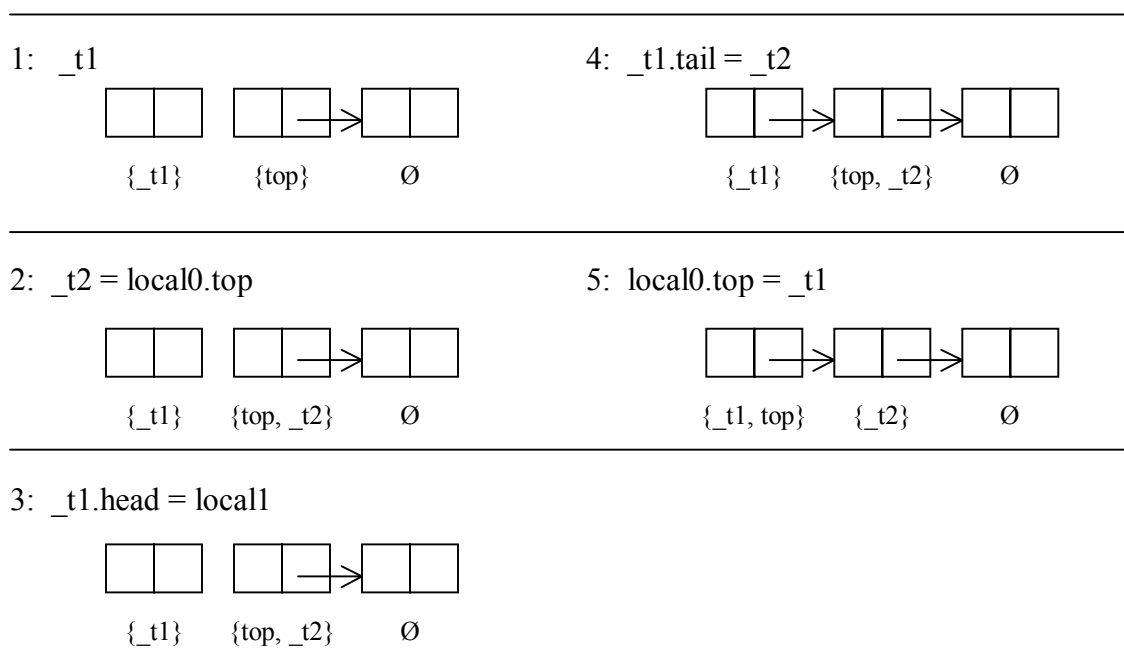 1: _t1
{_t1} {top} Ø
2: _t2 = local0.top
{_t1} {top, _t2} Ø
3: _t1.head = local1
{_t1} {top, _t2} Ø
4: _t1.tail = _t2
{_t1} {top, _t2} Ø
5: local0.top = _t1
{_t1, top} {_t2} Ø